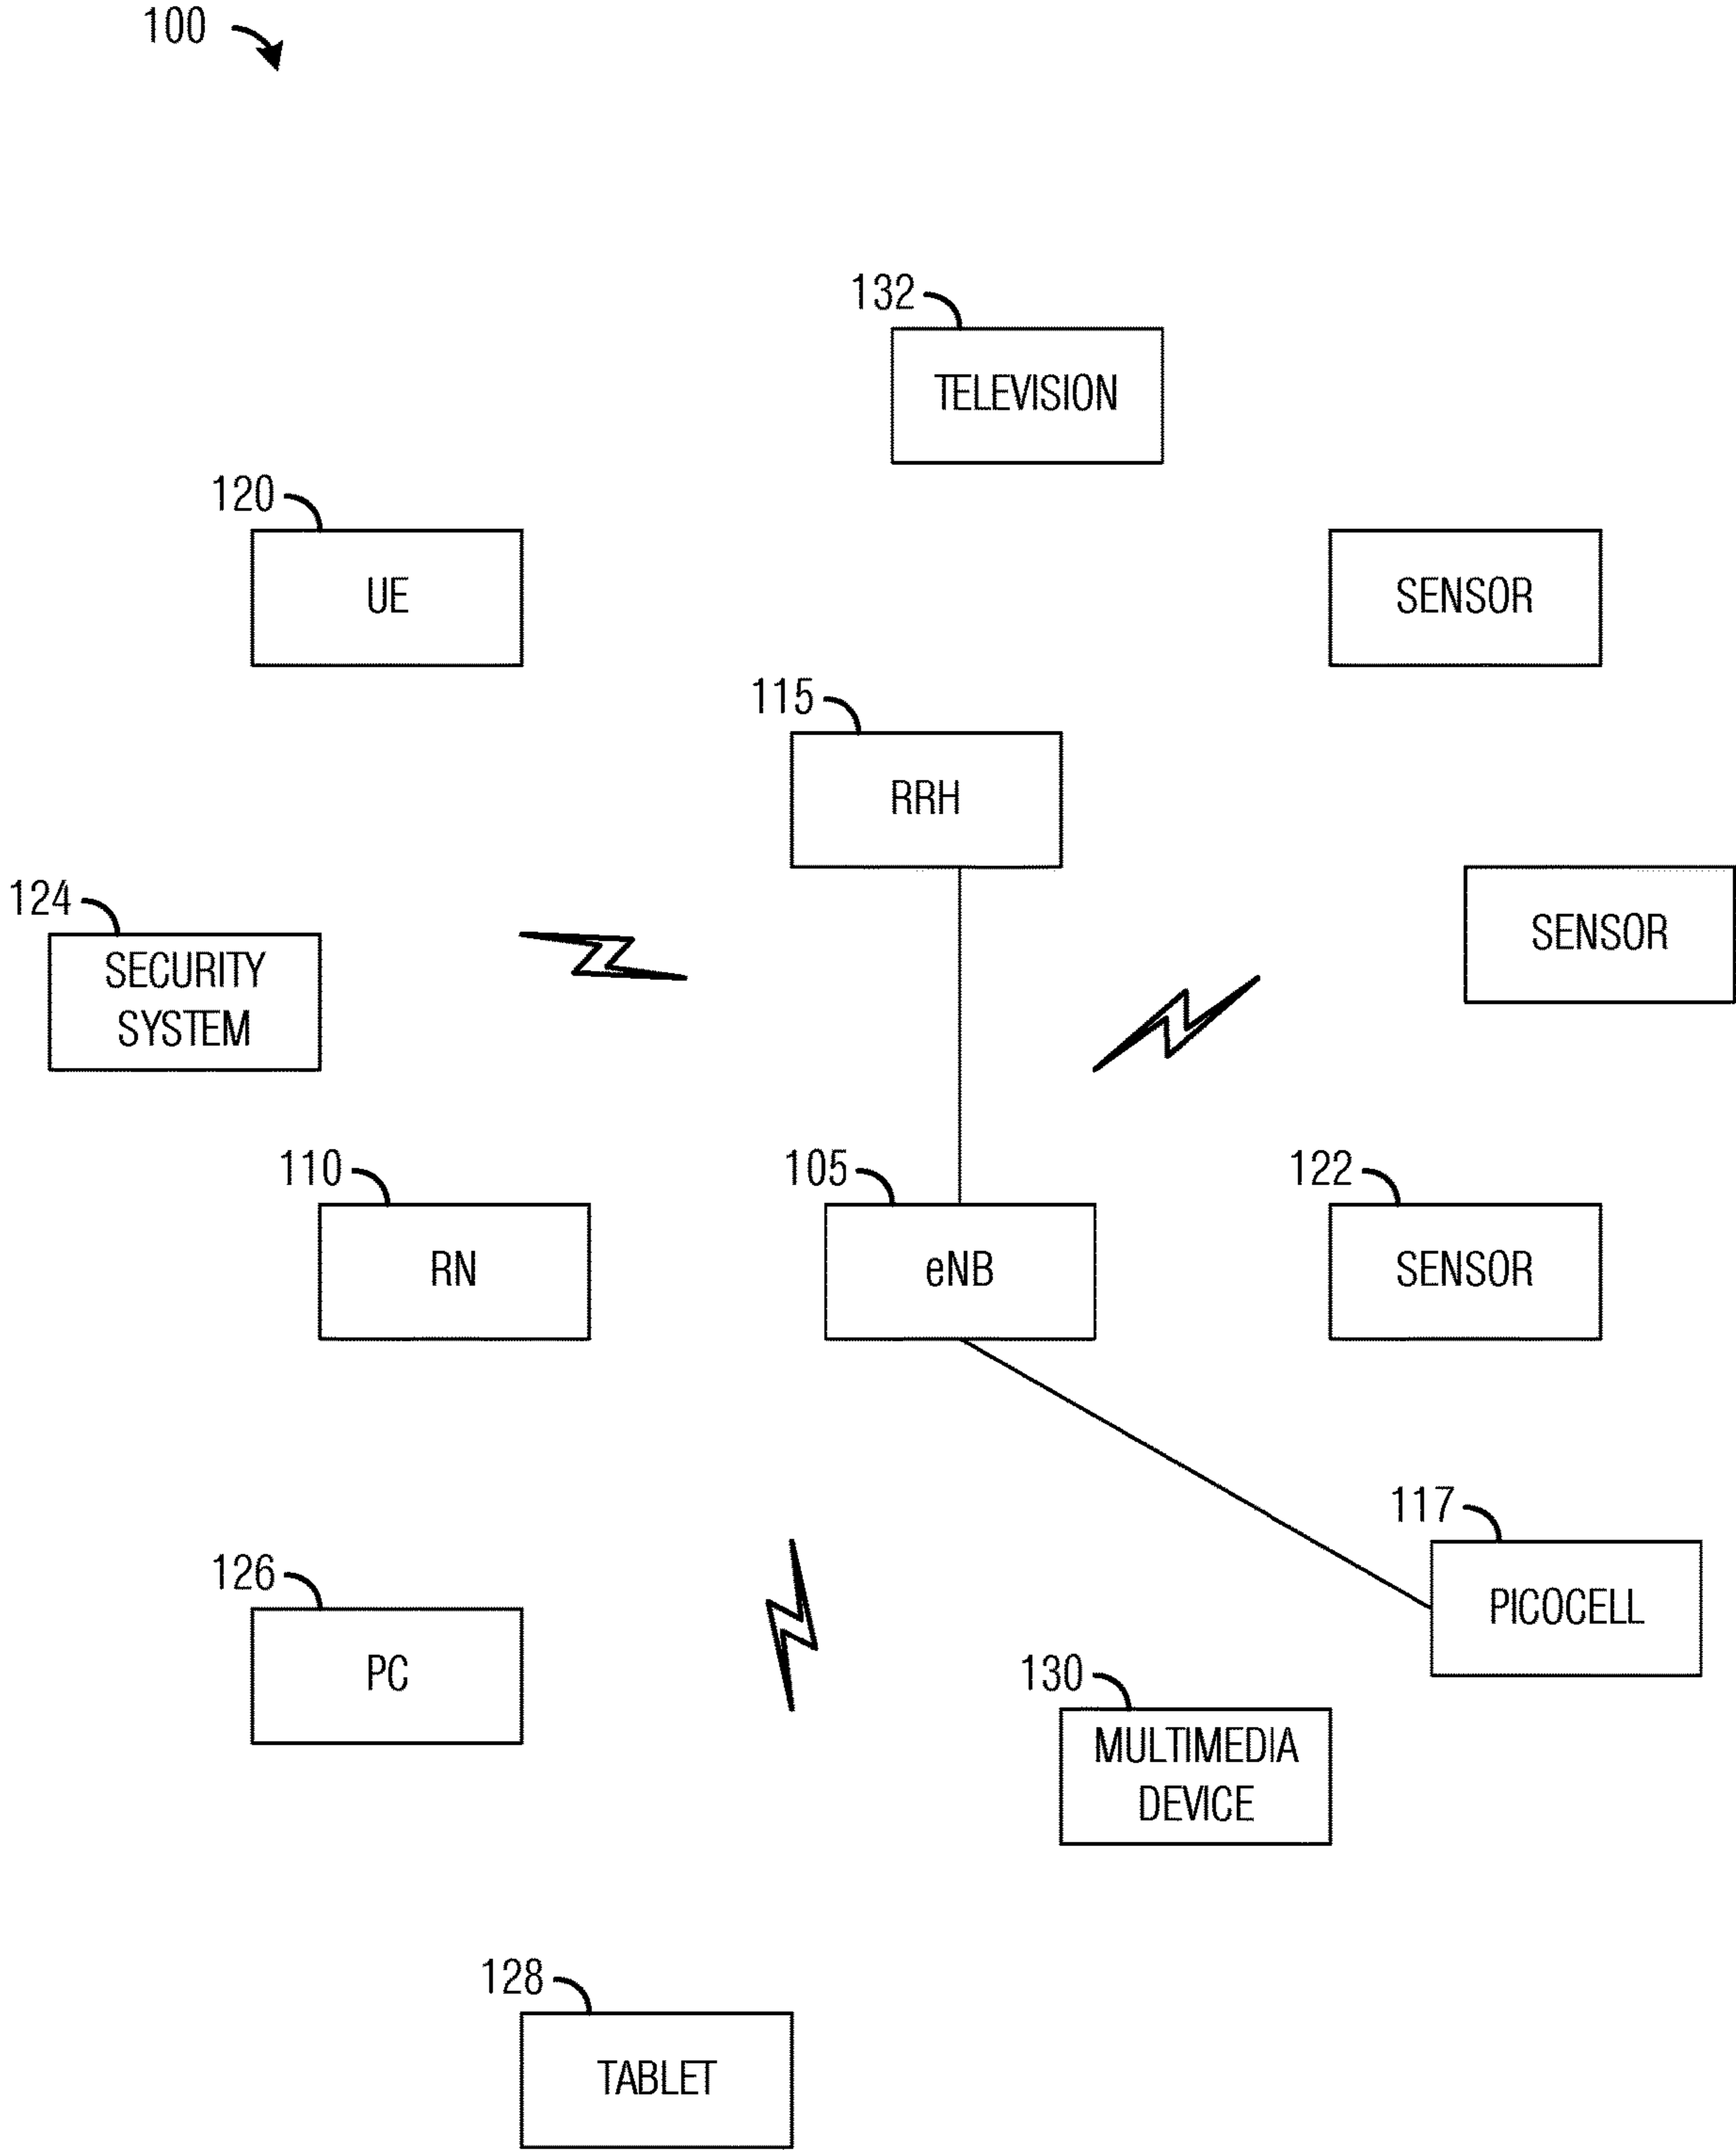 100
132
TELEVISION
120
UE
SENSOR
115
RRH
124
SECURITY
SYSTEM
SENSOR
110
RN
105
eNB
122
SENSOR
117
PICOCELL
126
PC
130
MULTIMEDIA
DEVICE
128
TABLET